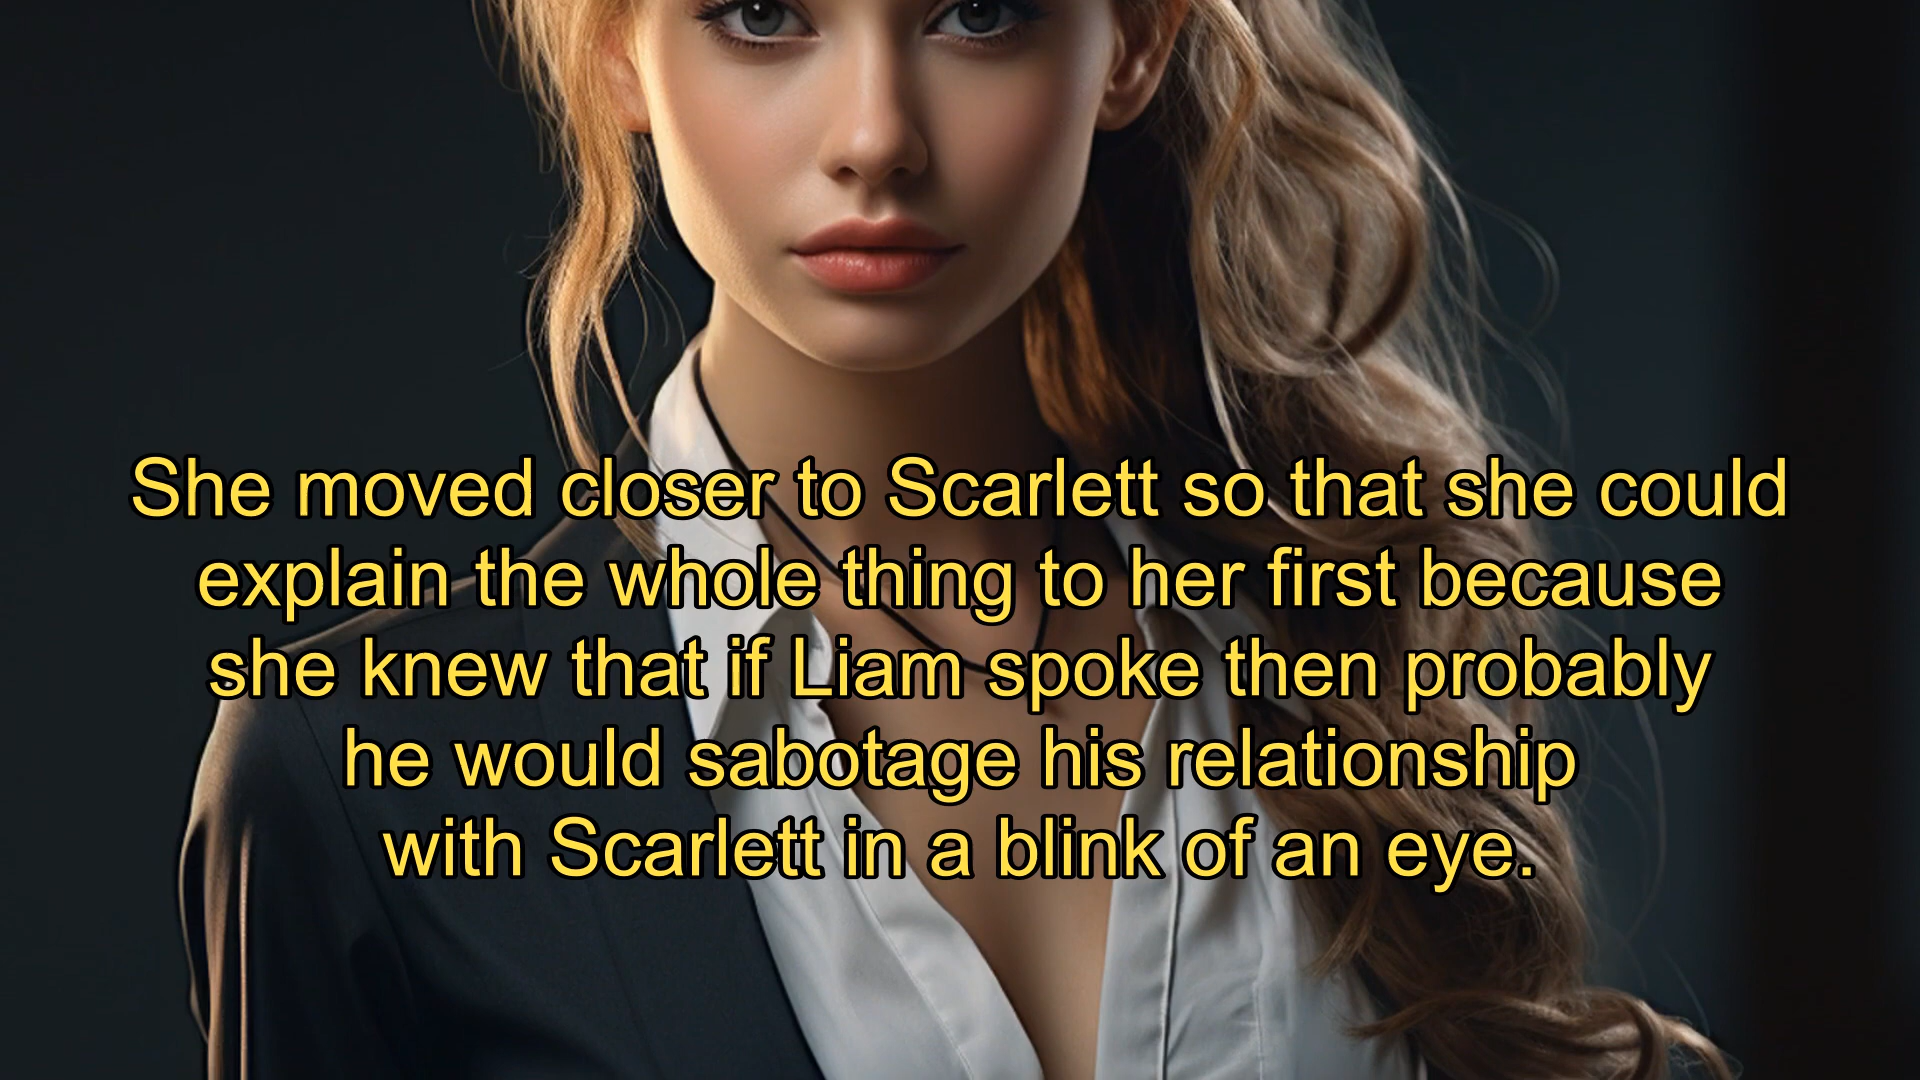 She moved closer to Scarlett so that she could
explain the whole thing to her first because
she knew that if Liam spoke then probably
he would sabotage his relationship
with Scarlett in a blink of an eye.